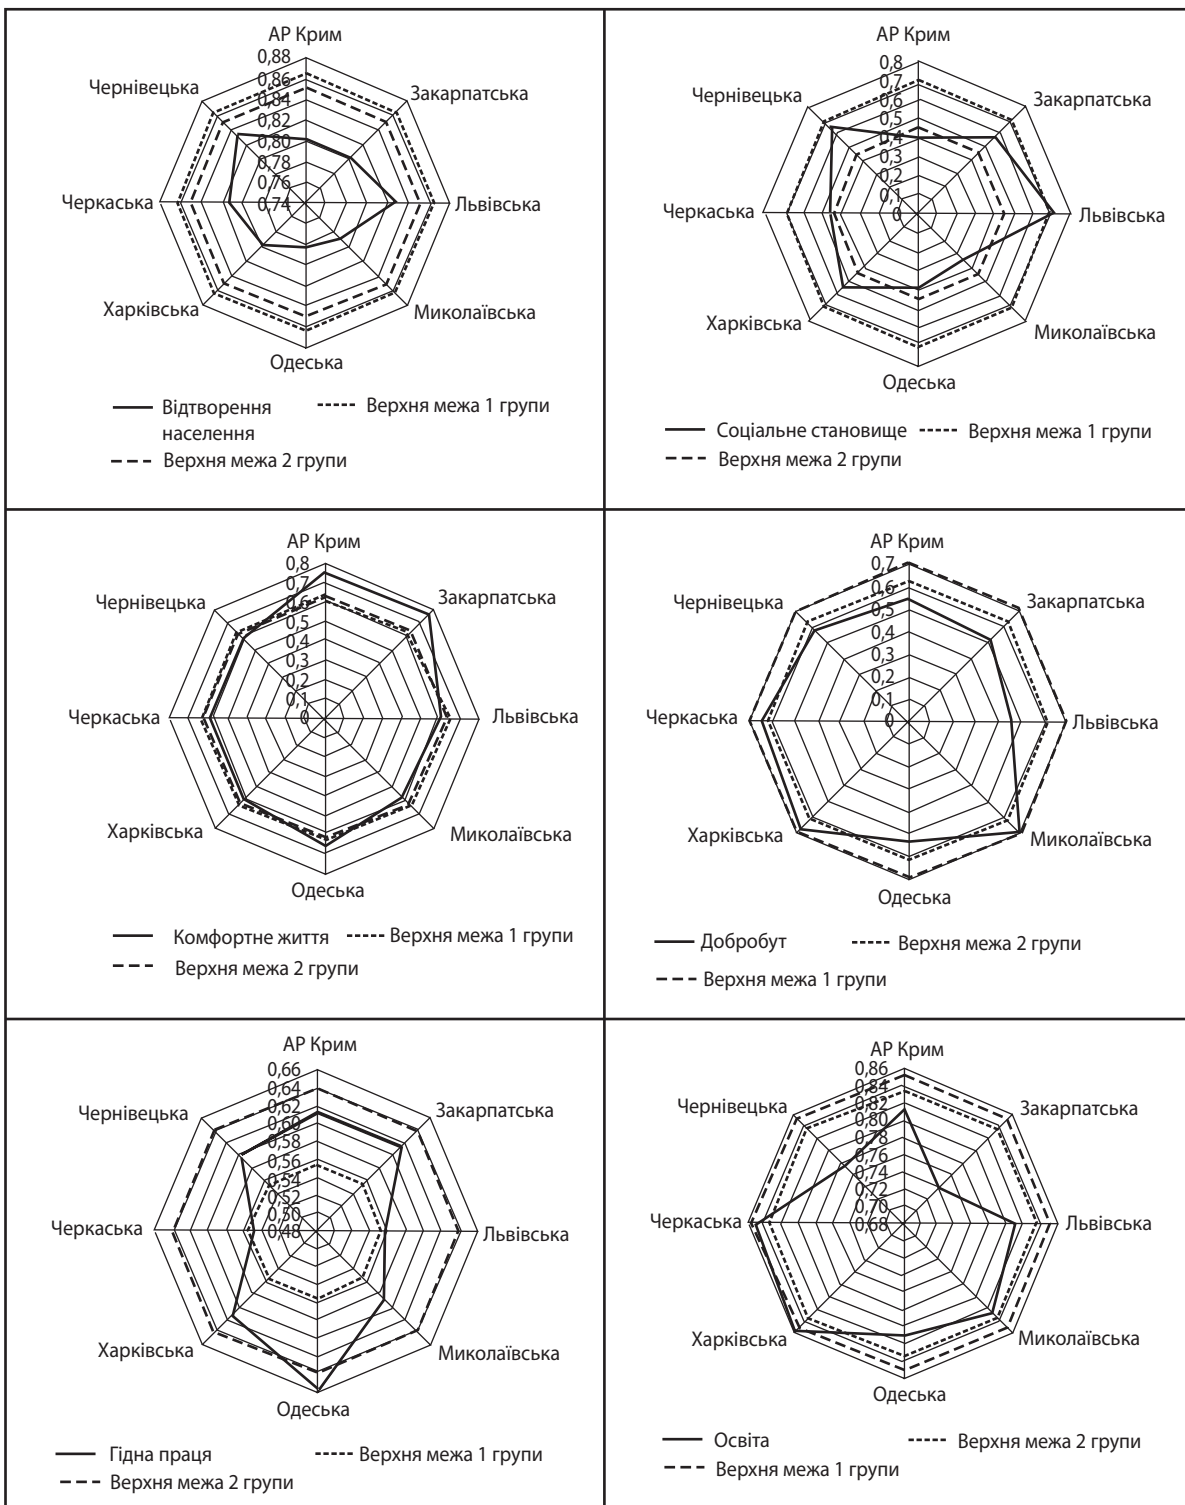 АР Крим
0,88
0,86
0,84
0,82
0,80
0,78
0,76
0,74
Чернівецька
Закарпатська
Черкаська
Львівська
Харківська
Миколаївська
Одеська
Відтворення
населення
Верхня межа 1 групи
Верхня межа 2 групи
АР Крим
0,8
0,7
0,6
0,5
0,4
0,3
0,2
0,1
0
Чернівецька
Закарпатська
Черкаська
Львівська
Харківська
Миколаївська
Одеська
Соціальне становище
Верхня межа 1 групи
Верхня межа 2 групи
АР Крим
0,8
0,7
0,6
0,5
0,4
0,3
0,2
0,1
0
Чернівецька
Закарпатська
Черкаська
Львівська
Харківська
Миколаївська
Одеська
Комфортне життя
Верхня межа 1 групи
Верхня межа 2 групи
АР Крим
0,7
0,6
0,5
0,4
0,3
0,2
0,1
0
Чернівецька
Закарпатська
Черкаська
Львівська
Харківська
Миколаївська
Одеська
Добробут
Верхня межа 2 групи
Верхня межа 1 групи
АР Крим
0,66
0,64
0,62
0,60
0,58
0,56
0,54
0,52
0,50
0,48
Чернівецька
Закарпатська
Черкаська
Львівська
Харківська
Миколаївська
Одеська
Гідна праця
Верхня межа 1 групи
Верхня межа 2 групи
АР Крим
0,86
0,84
0,82
0,80
0,78
0,76
0,74
0,72
0,70
0,68
Чернівецька
Закарпатська
Черкаська
Львівська
Харківська
Миколаївська
Одеська
Освіта
Верхня межа 2 групи
Верхня межа 1 групи